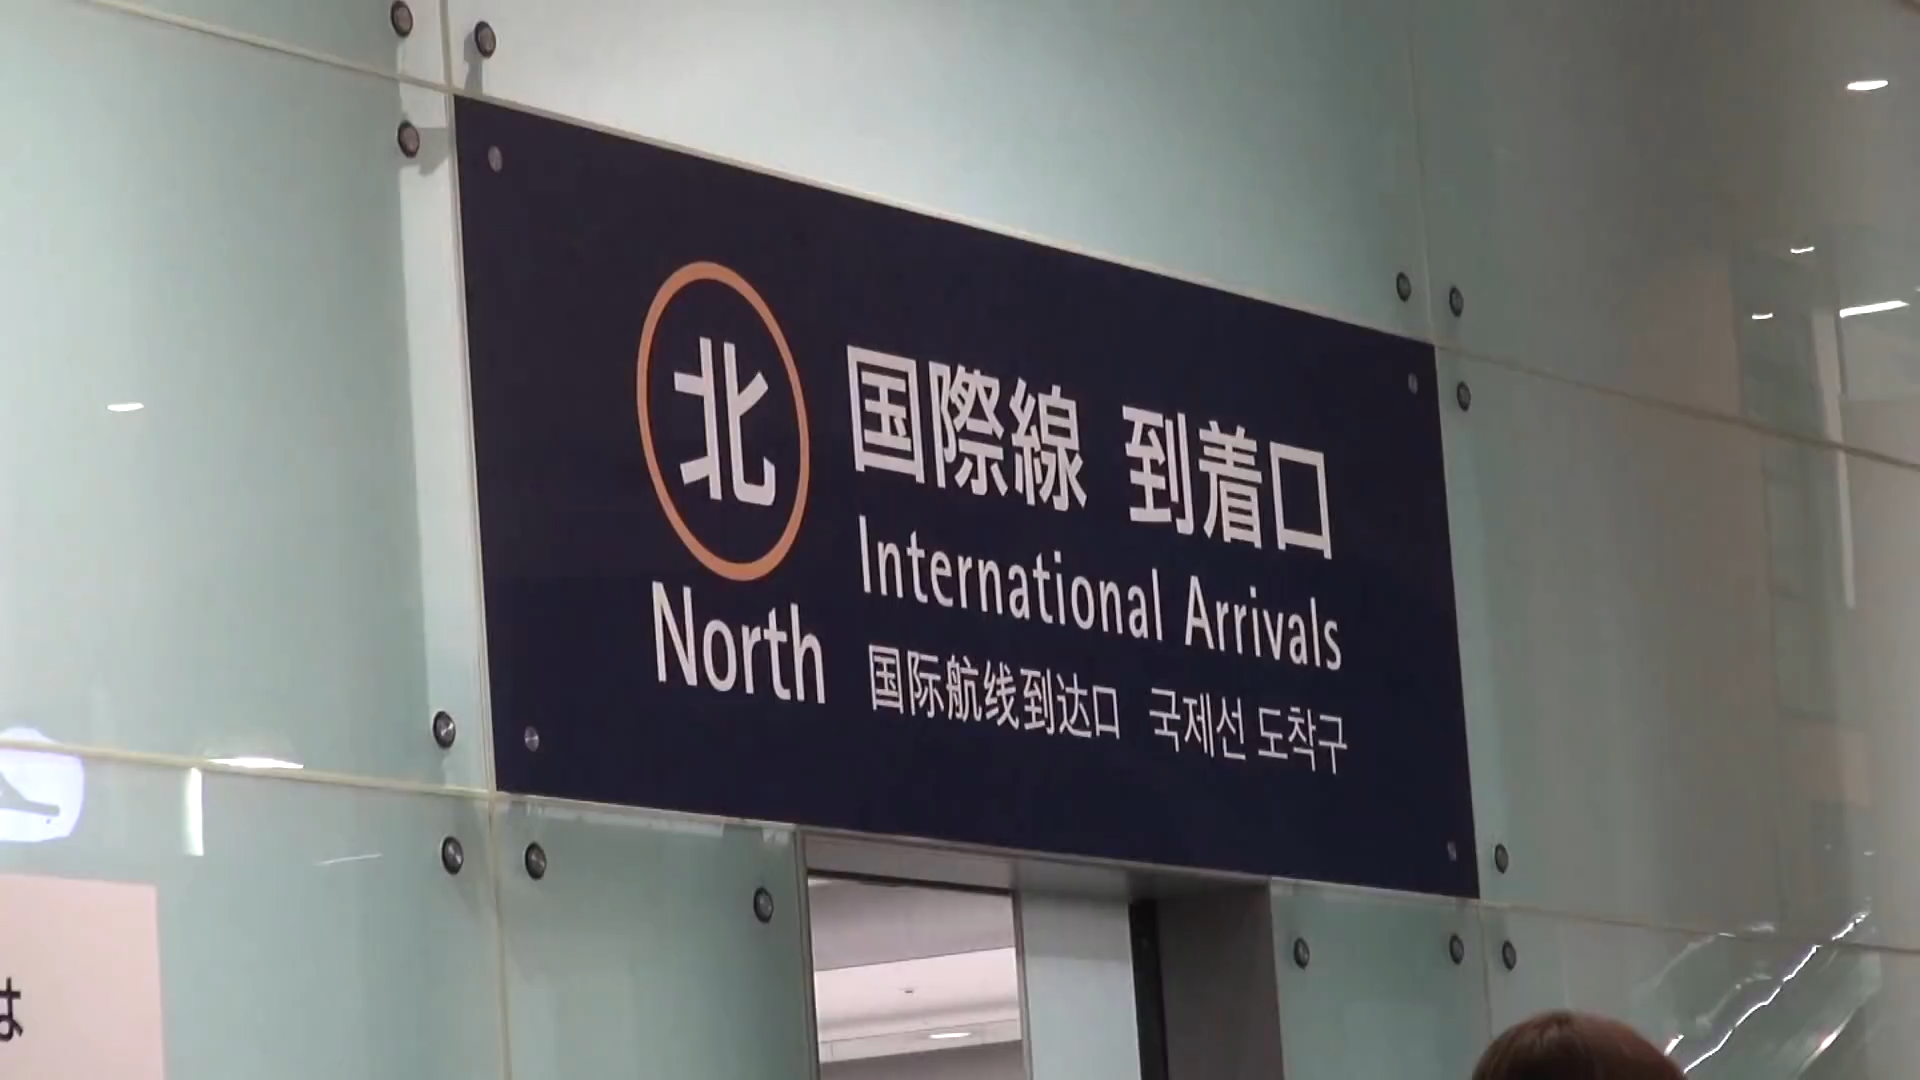 北
North
国際線 到着口
International Arrivals
国际航线到达口 국제선 도착구
は